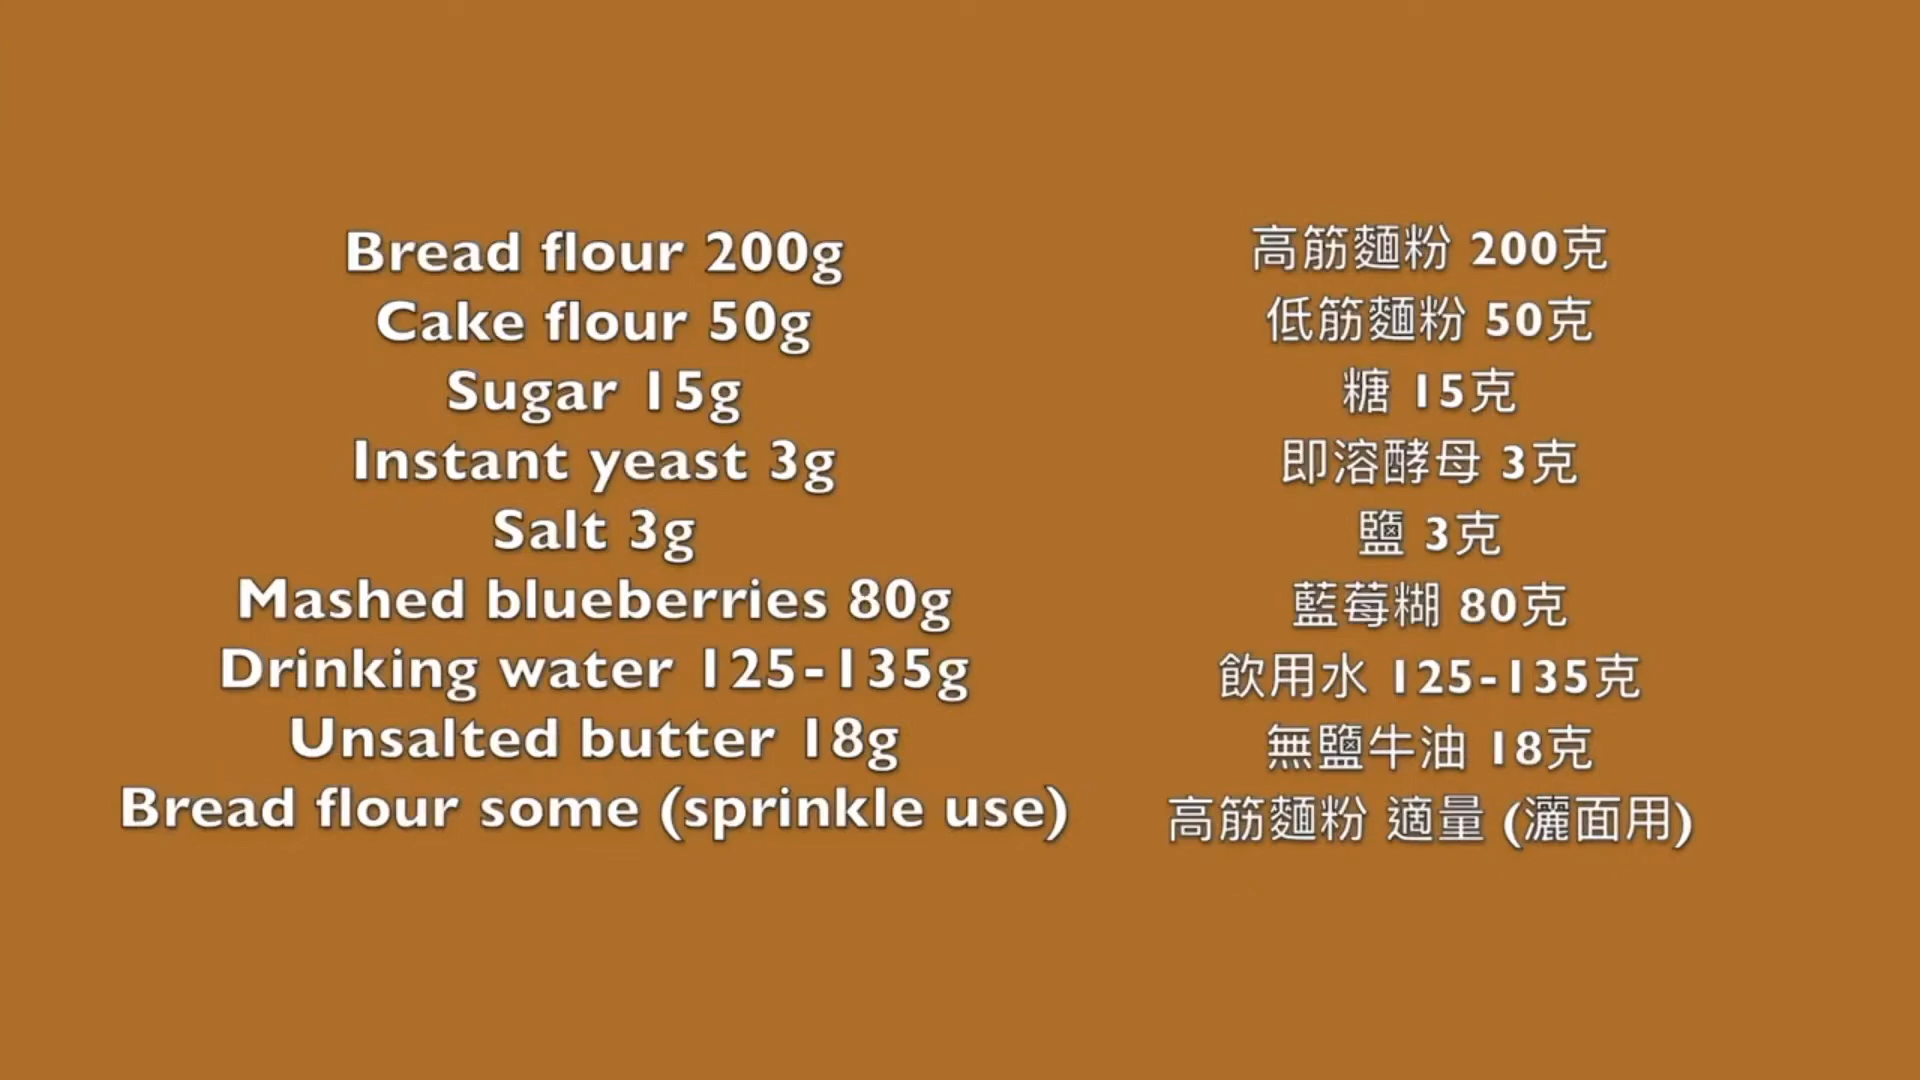 Bread flour 200g
Cake flour 50g
Sugar 15g
Instant yeast 3g
Salt 3g
Mashed blueberries 80g
Drinking water 125-135g
Unsalted butter 18g
Bread flour some (sprinkle use)
高筋麵粉 200克
低筋麵粉 50克
糖 15克
即溶酵母 3克
鹽 3克
藍莓糊 80克
飲用水 125-135克
無鹽牛油 18克
高筋麵粉 適量 (灑面用)